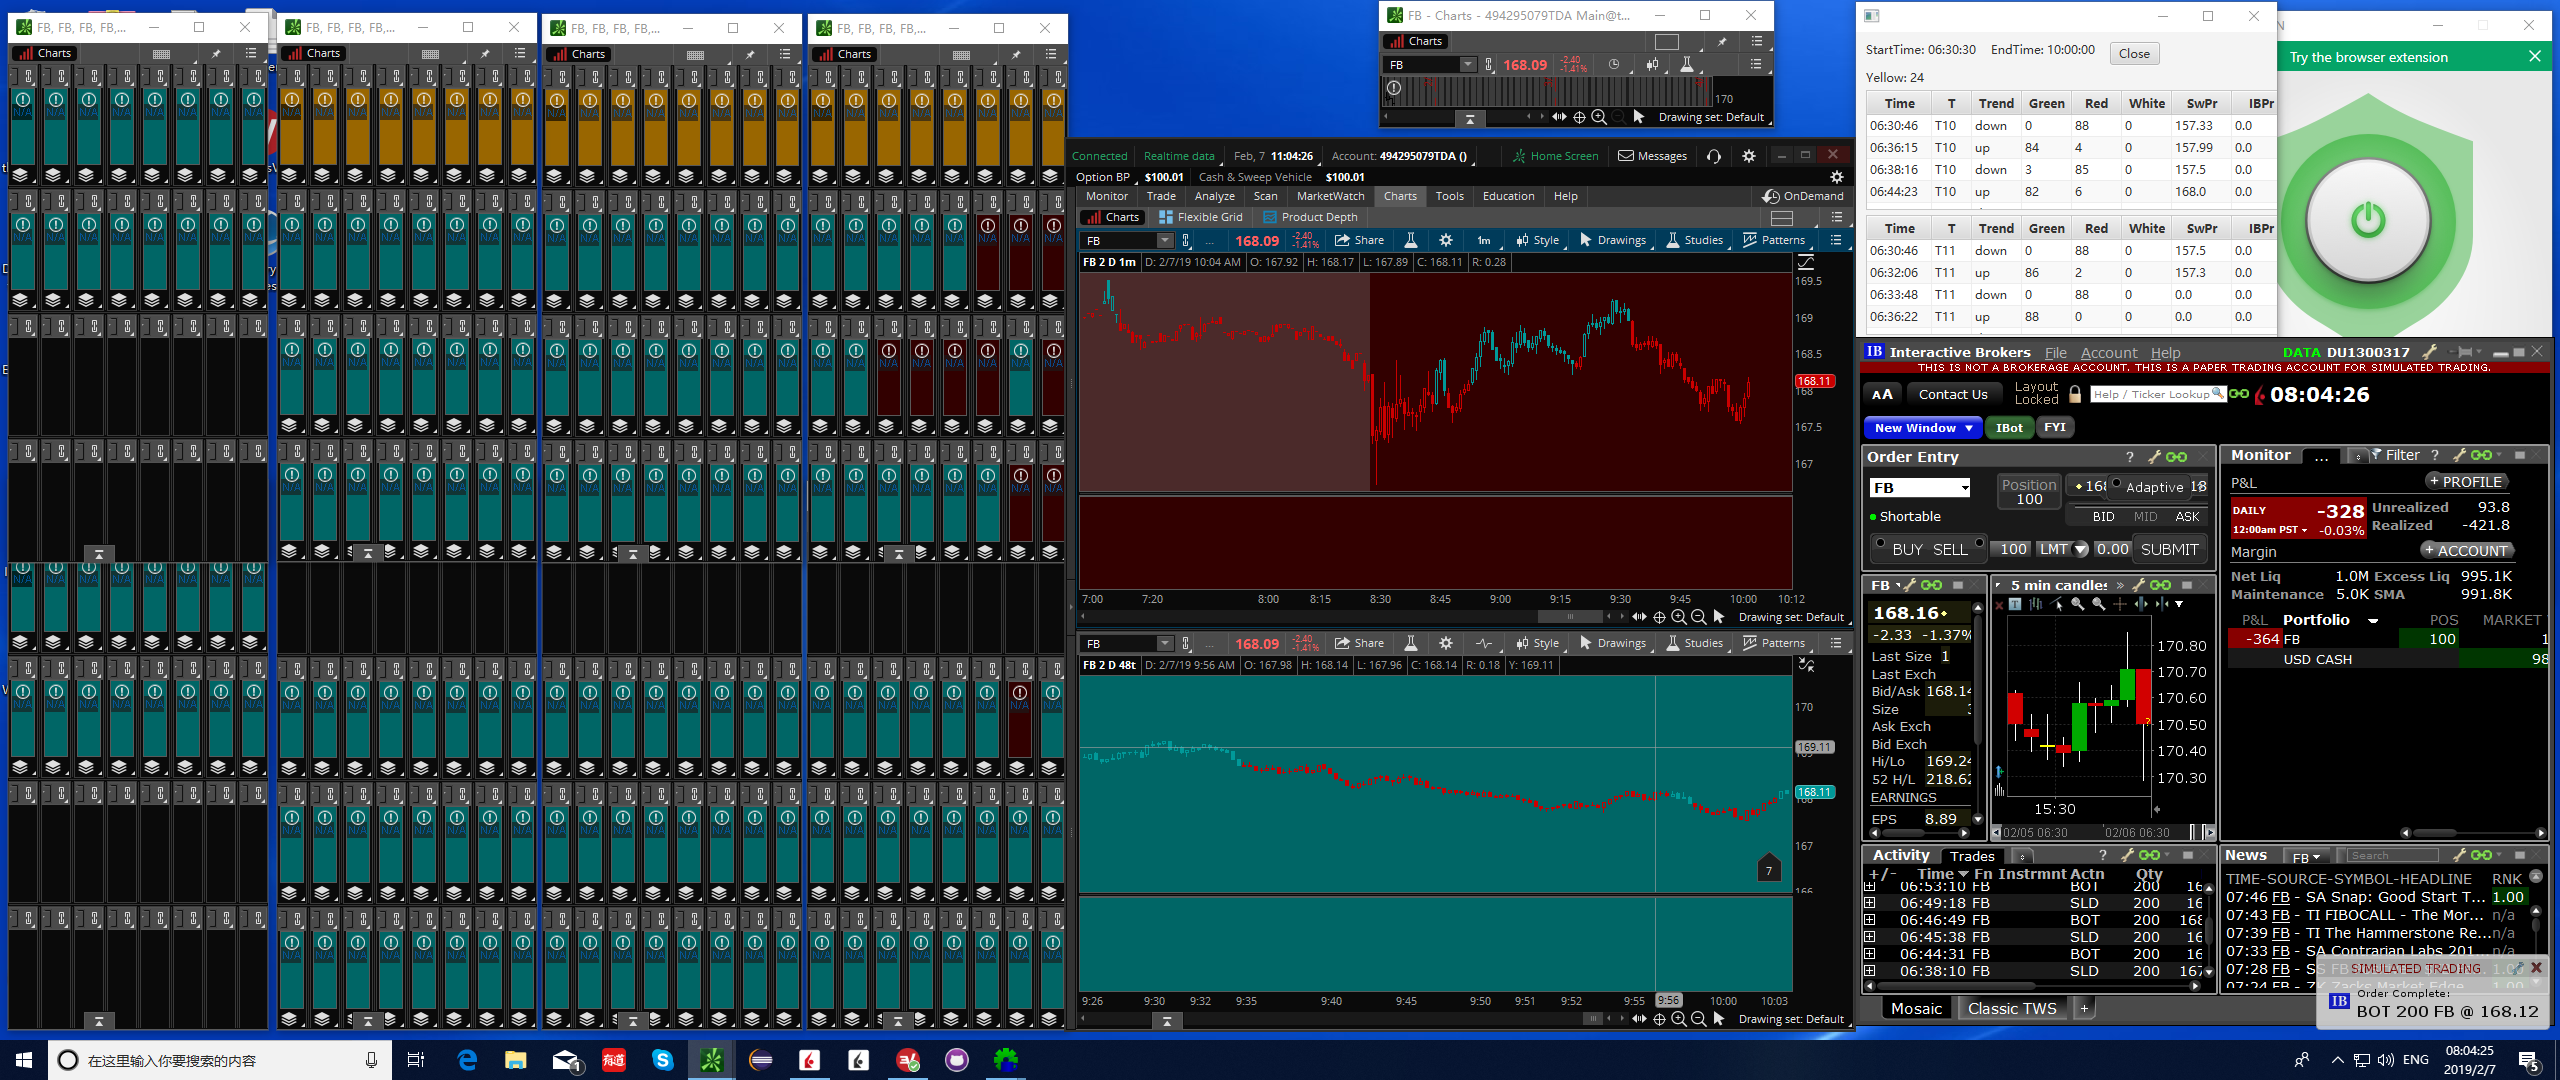 FB, FB, FB, FB,...
FB, FB, FB, FB,...
FB, FB, FB, FB,...
FB, FB, FB, FB,...
Charts
Charts
Charts
Charts
FB - Charts - 494295079TDA Main@t...
Charts
FB 168.09 -2.40 -1.41%
170
Drawing set: Default
Connected Realtime data Feb, 7 11:04:26 Account: 494295079TDA () Home Screen Messages
Option BP $100.01 Cash & Sweep Vehicle $100.01
Monitor Trade Analyze Scan MarketWatch Charts Tools Education Help OnDemand
Charts Flexible Grid Product Depth
FB ... 168.09 -2.40 -1.41% Share 1m Style Drawings Studies Patterns
FB 2 D 1m D: 2/7/19 10:04 AM O: 167.92 H: 168.17 L: 167.89 C: 168.11 R: 0.28
169.5
169
168.5
168.11
168
167.5
167
7:00 7:20 8:00 8:15 8:30 8:45 9:00 9:15 9:30 9:45 10:00 10:12
Drawing set: Default
FB 168.09 -2.40 -1.41% Share Style Drawings Studies Patterns
FB 2 D 48t D: 2/7/19 9:56 AM O: 167.98 H: 168.14 L: 167.96 C: 168.14 R: 0.18 Y: 169.11
170
169.11
168.11
168
167
7
166
9:26 9:30 9:32 9:35 9:40 9:45 9:50 9:51 9:52 9:55 9:56 10:00 10:03
Drawing set: Default
StartTime: 06:30:30 EndTime: 10:00:00 Close
Yellow: 24
Time T Trend Green Red White SwPr IBPr
06:30:46 T10 down 0 88 0 157.33 0.0
06:36:15 T10 up 84 4 0 157.99 0.0
06:38:16 T10 down 3 85 0 157.5 0.0
06:44:23 T10 up 82 6 0 168.0 0.0
Time T Trend Green Red White SwPr IBPr
06:30:46 T11 down 0 88 0 157.5 0.0
06:32:06 T11 up 86 2 0 157.3 0.0
06:33:48 T11 down 0 88 0 0.0 0.0
06:36:22 T11 up 88 0 0 0.0 0.0
N
Try the browser extension
IB Interactive Brokers File Account Help DATA DU1300317
THIS IS NOT A BROKERAGE ACCOUNT. THIS IS A PAPER TRADING ACCOUNT FOR SIMULATED TRADING.
AA Contact Us Layout Locked Help / Ticker Lookup 08:04:26
New Window IBot FYI
Order Entry ?
FB Position 100 168 Adaptive 18
Shortable BID MID ASK
BUY SELL 100 LMT 0.00 SUBMIT
Monitor ... Filter ?
P&L + PROFILE
DAILY -328 Unrealized 93.8
12:00am PST -0.03% Realized -421.8
Margin + ACCOUNT
Net Liq 1.0M Excess Liq 995.1K
Maintenance 5.0K SMA 991.8K
P&L Portfolio POS MARKET
-364 FB 100 1
USD CASH 98
FB
168.16
-2.33 -1.37%
Last Size 1
Last Exch
Bid/Ask 168.14
Size
Ask Exch
Bid Exch
Hi/Lo 169.24
52 H/L 218.62
EARNINGS
EPS 8.89
5 min candles
170.80
170.70
170.60
170.50
170.40
170.30
15:30
02/05 06:30 02/06 06:30
Activity Trades ?
+/- Time Fn Instrmnt Actn Qty
06:53:10 FB BOT 200 16
06:49:18 FB SLD 200 16
06:46:49 FB BOT 200 168
06:45:38 FB SLD 200 16
06:44:31 FB BOT 200 16
06:38:10 FB SLD 200 167
News FB Search
TIME-SOURCE-SYMBOL-HEADLINE RNK
07:46 FB - SA Snap: Good Start T... 1.00
07:43 FB - TI FIBOCALL - The Mor... n/a
07:39 FB - TI The Hammerstone Re... n/a
07:33 FB - SA Contrarian Labs 201... n/a
07:28 FB - SS FB
07:24 FB - ZK Zacks Market Edge
SIMULATED TRADING
Order Complete:
IB BOT 200 FB @ 168.12
Mosaic Classic TWS +
在这里输入你要搜索的内容
1
有道
ENG
08:04:25
2019/2/7
5